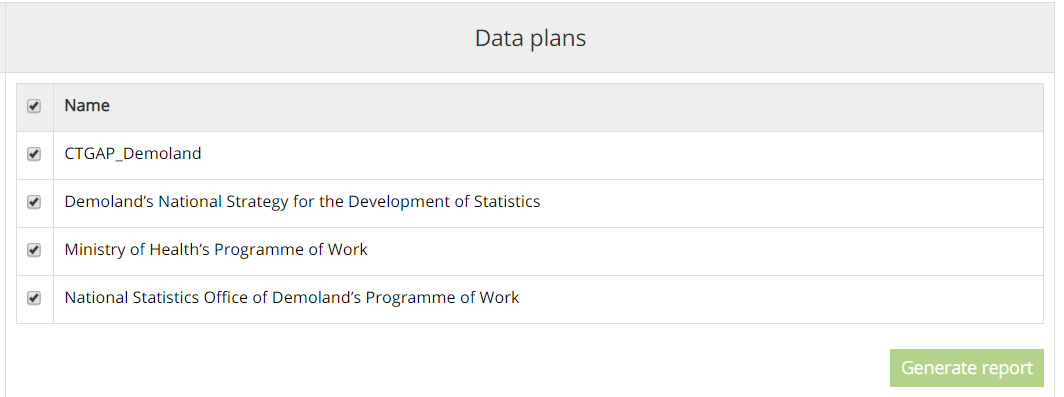 Data plans
Name
CTGAP_Demoland
Demoland’s National Strategy for the Development of Statistics
Ministry of Health’s Programme of Work
National Statistics Office of Demoland’s Programme of Work
Generate report